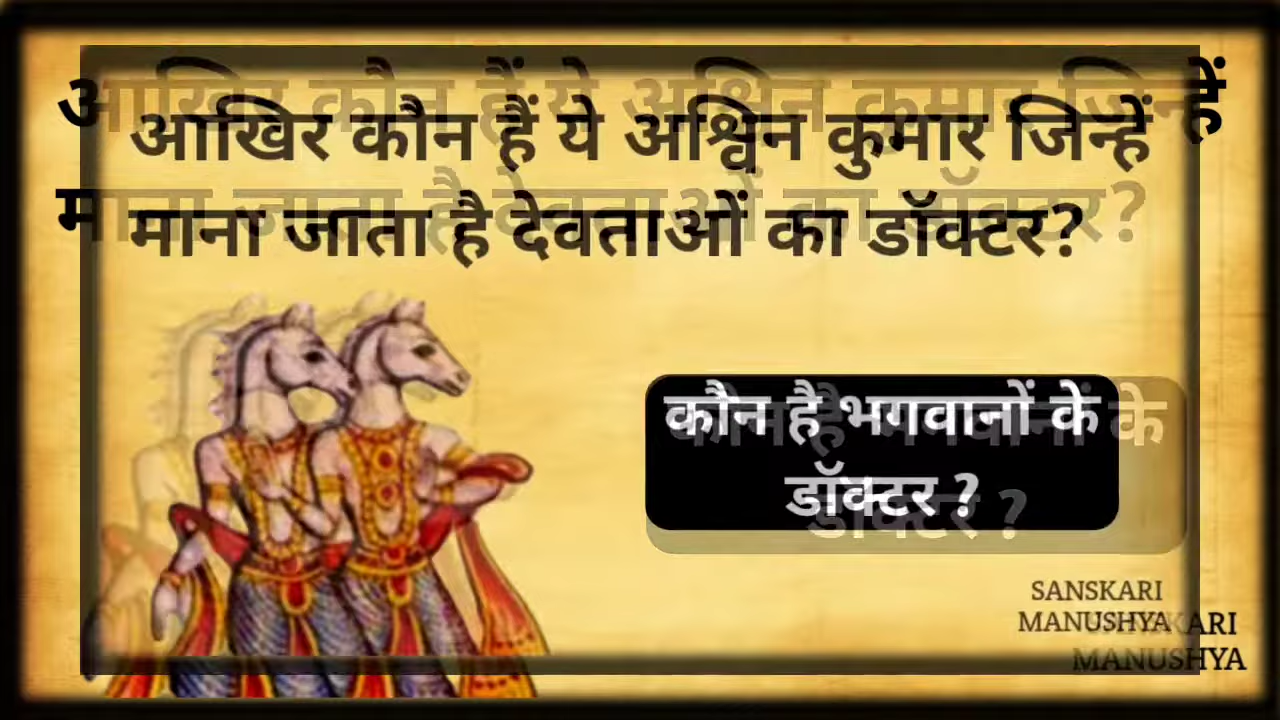 आखिर कौन हैं ये अश्विन कुमार जिन्हें
माना जाता है देवताओं का डॉक्टर?
कौन है भगवानों के
डॉक्टर ?
SANSKARI
MANUSHYA